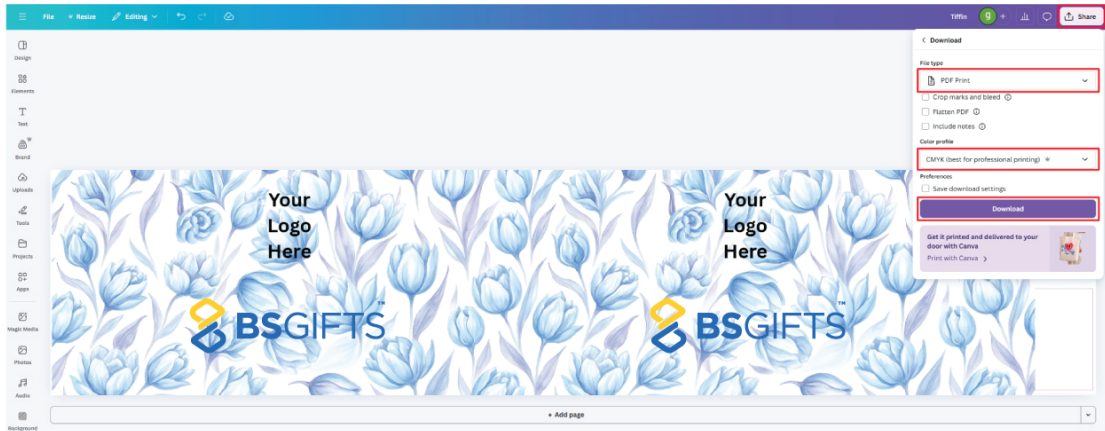 File Resize Editing Tiffin g + Share
Design
Elements
Text
Brand
Uploads
Tools
Projects
Apps
Magic Media
Photos
Audio
Background
Your
Logo
Here
BSGIFTS™
Your
Logo
Here
BSGIFTS™
+ Add page
Download
File type
PDF Print
Crop marks and bleed
Flatten PDF
Include notes
Color profile
CMYK (best for professional printing)
Preferences
Save download settings
Download
Get it printed and delivered to your
door with Canva
Print with Canva